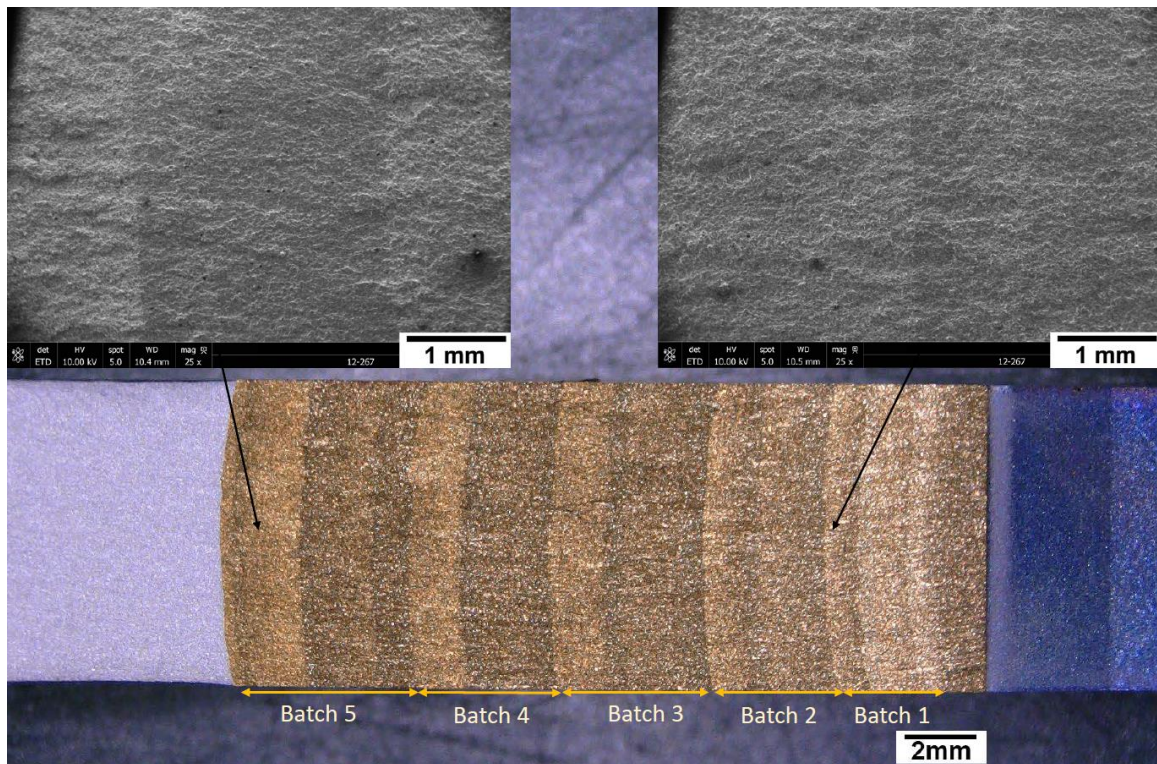 det HV spot WD mag
ETD 10.00 kV 5.0 10.4 mm 25 x 12-267
1 mm
det HV spot WD mag
ETD 10.00 kV 5.0 10.5 mm 25 x 12-267
1 mm
Batch 5 Batch 4 Batch 3 Batch 2 Batch 1
2mm